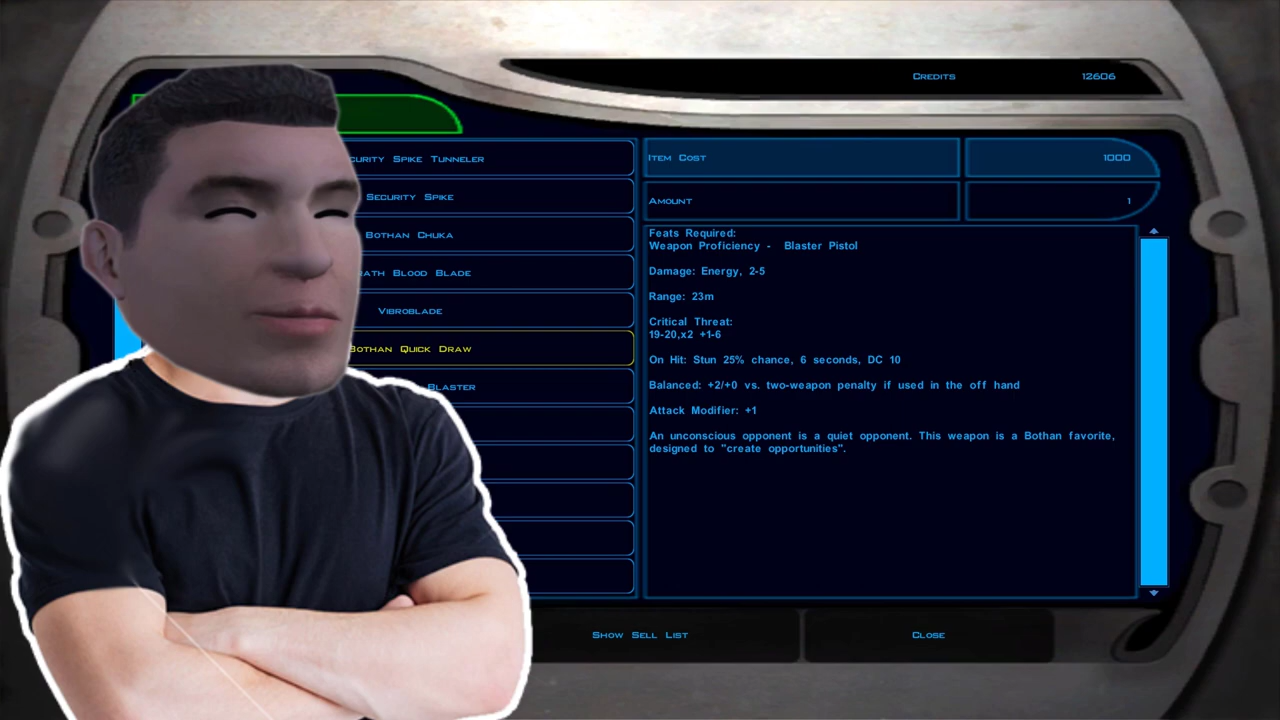 Credits 12606
Spike Tunneler
Security Spike
Bothan Chuka
Blood Blade
Vibroblade
Bothan Quick Draw
Blaster
Item Cost 1000
Amount 1
Feats Required:
Weapon Proficiency - Blaster Pistol
Damage: Energy, 2-5
Range: 23m
Critical Threat:
19-20,x2 +1-6
On Hit: Stun 25% chance, 6 seconds, DC 10
Balanced: +2/+0 vs. two-weapon penalty if used in the off hand
Attack Modifier: +1
An unconscious opponent is a quiet opponent. This weapon is a Bothan favorite,
designed to "create opportunities".
Show Sell List
Close